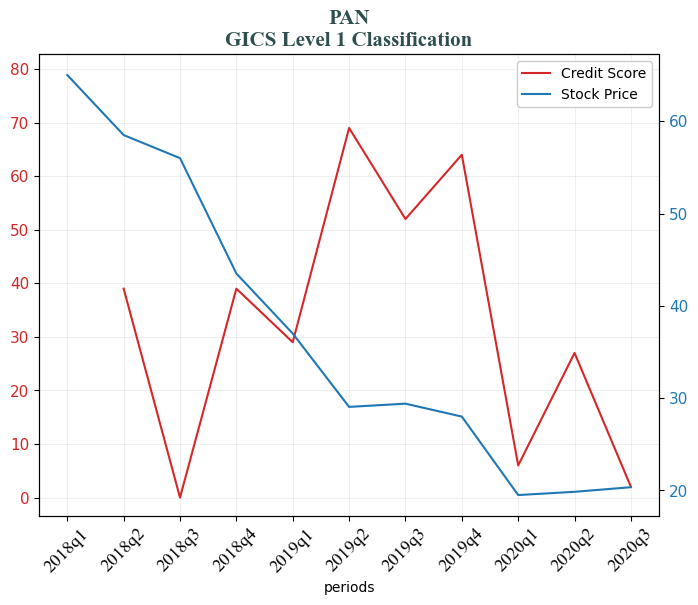 PAN
GICS Level 1 Classification
Credit Score
Stock Price
80
70
60
50
40
30
20
10
0
60
50
40
30
20
2018q1
2018q2
2018q3
2018q4
2019q1
2019q2
2019q3
2019q4
2020q1
2020q2
2020q3
periods